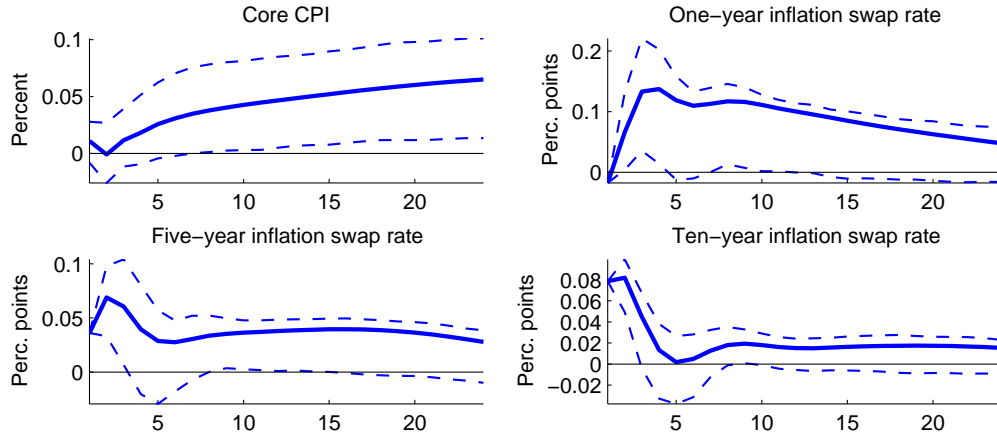 Core CPI
Percent
0.1
0.05
0
5 10 15 20
One−year inflation swap rate
Perc. points
0.2
0.1
0
5 10 15 20
Five−year inflation swap rate
Perc. points
0.1
0.05
0
5 10 15 20
Ten−year inflation swap rate
Perc. points
0.08
0.06
0.04
0.02
0
−0.02
5 10 15 20